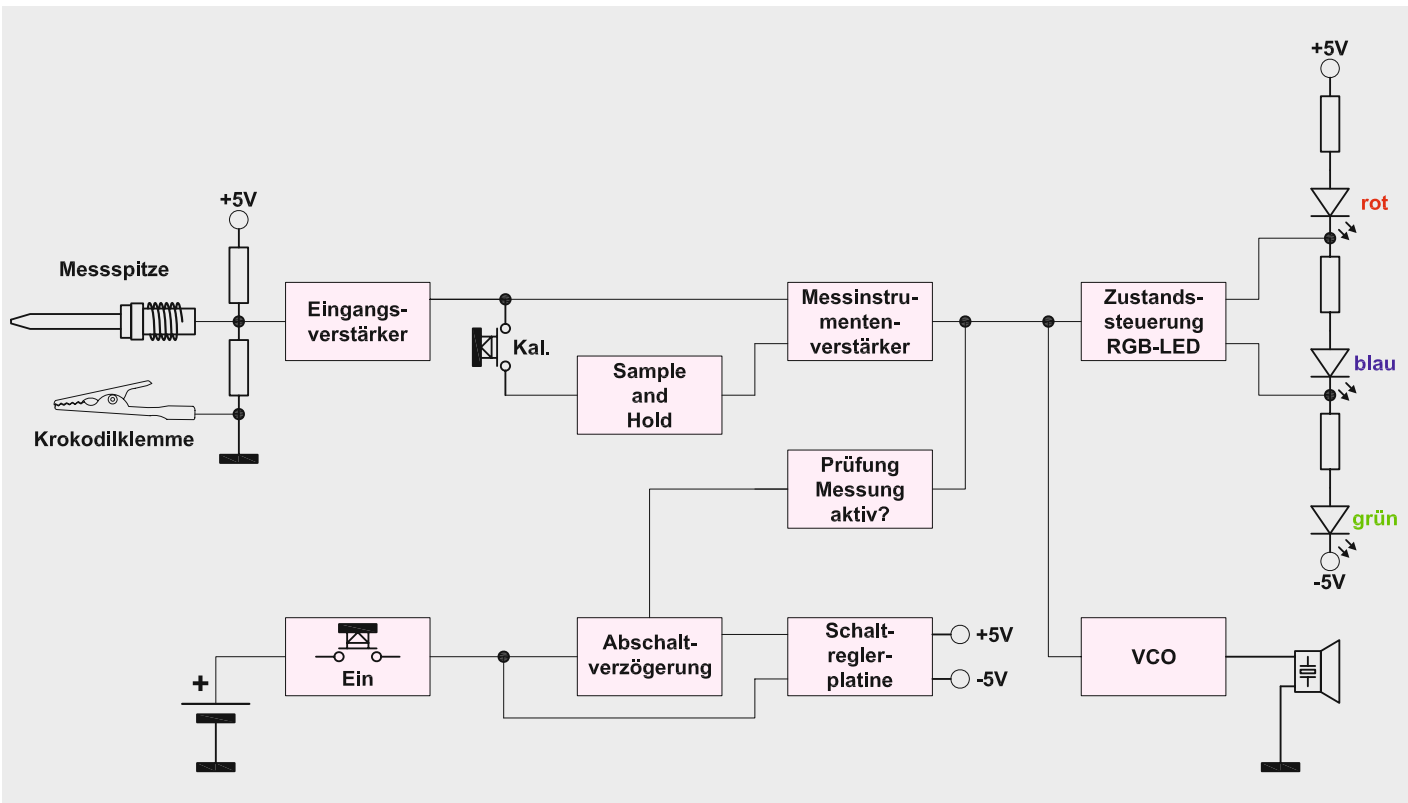 +5V
rot
+5V
Messspitze
Eingangs-
verstärker
Kal.
Sample
and
Hold
Messinstru-
menten-
verstärker
Zustands-
steuerung
RGB-LED
blau
Krokodilklemme
Prüfung
Messung
aktiv?
grün
-5V
+
Ein
Abschalt-
verzögerung
Schalt-
regler-
platine
+5V
-5V
VCO